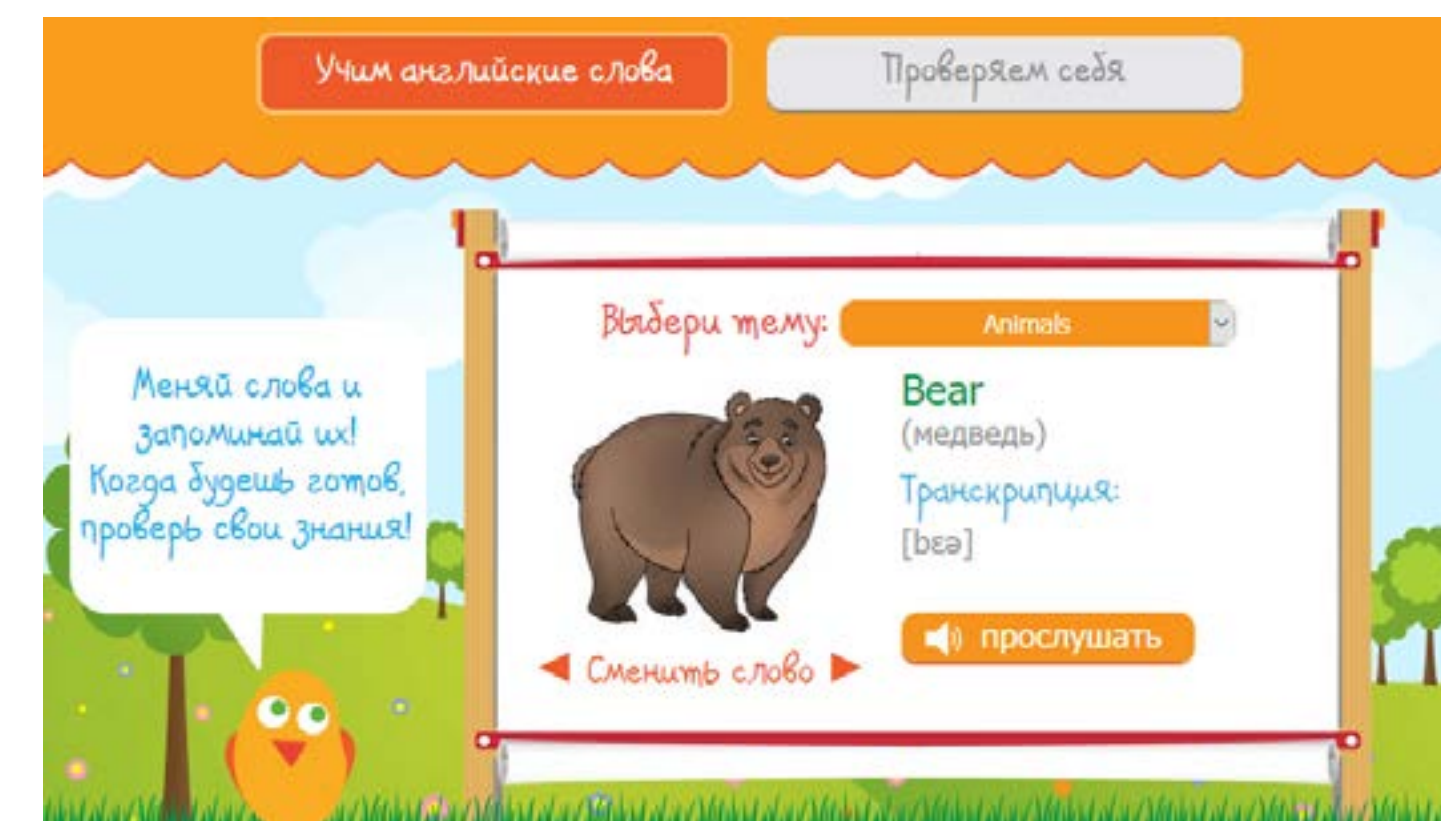 Учим английские слова
Проверяем себя
Выбери тему:
Animals
Меняй слова и
запоминай их!
Когда будешь готов,
проверь свои знания!
Bear
(медведь)
Транскрипция:
[bɛə]
прослушать
Сменить слово